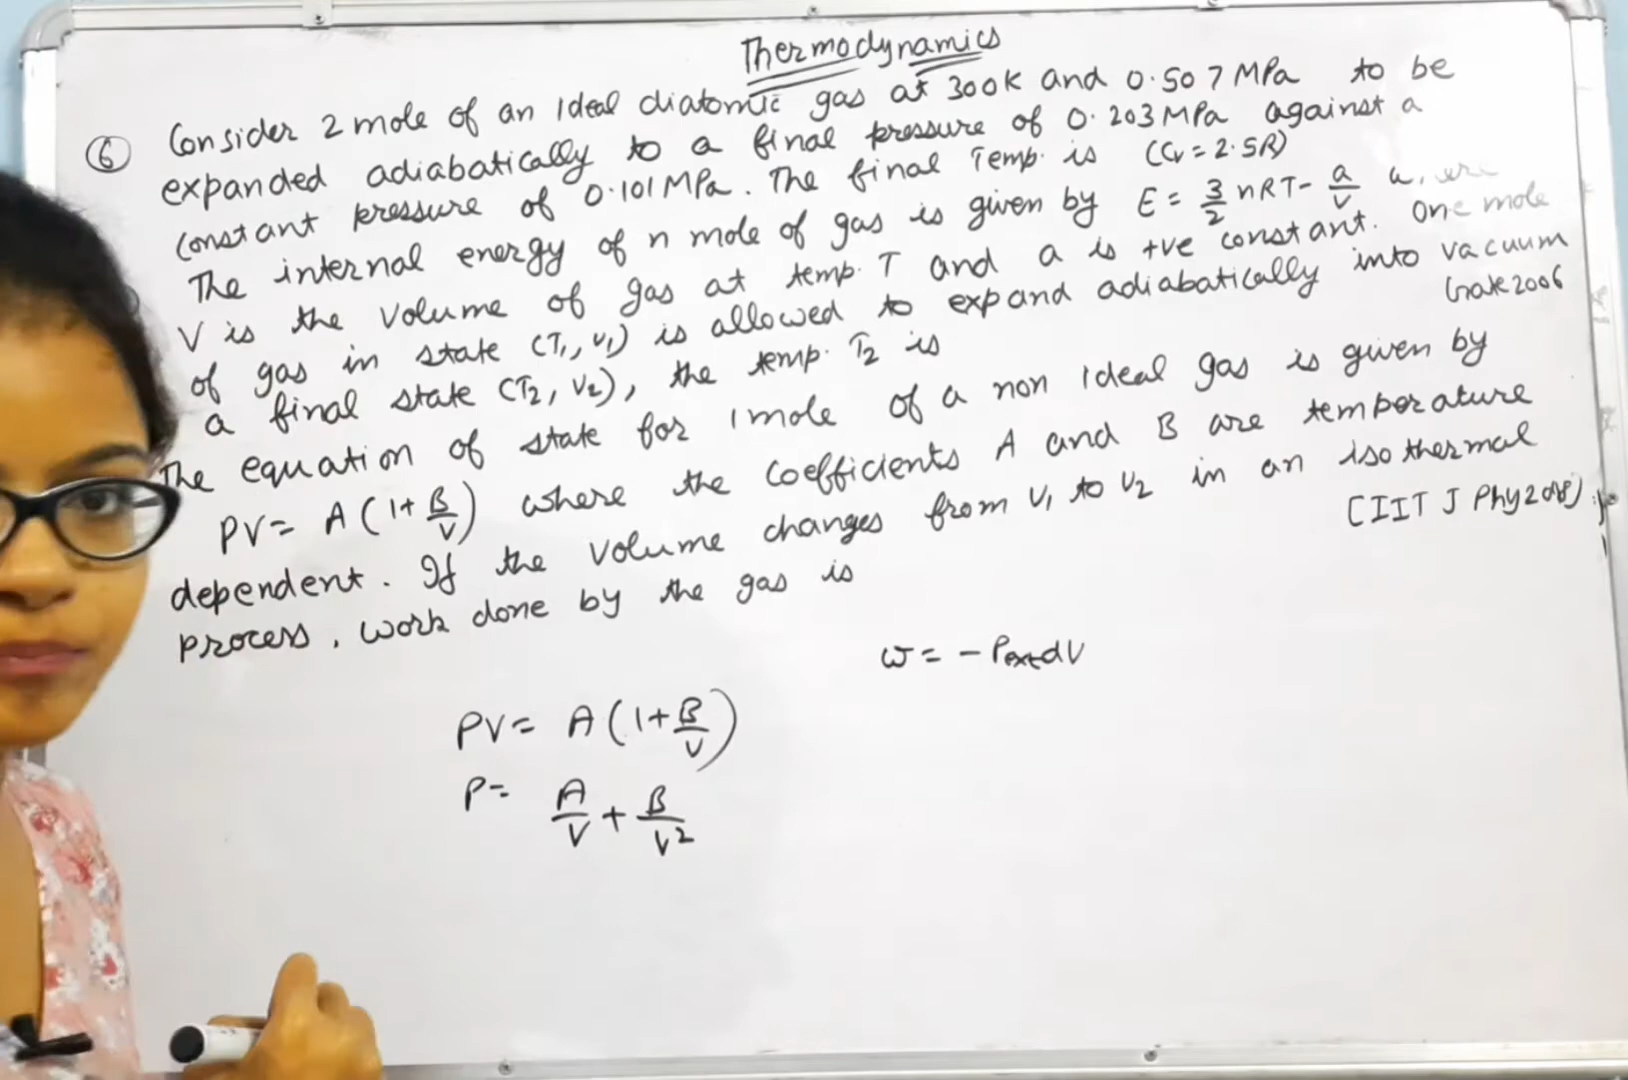 Thermodynamics
⑥ Consider 2 mole of an Ideal diatomic gas at 300K and 0.507 MPa to be
expanded adiabatically to a final pressure of 0.203 MPa against a
constant pressure of 0.101 MPa. The final Temp. is (Cv = 2.5R)
The internal energy of n mole of gas is given by E = 3/2 nRT - a/v
V is the volume of gas at temp. T and a is +ve constant. One mole
of gas in state (T₁, V₁) is allowed to expand adiabatically into vacuum
a final state (T₂, V₂), the temp. T₂ is Gate 2006
The equation of state for 1 mole of a non ideal gas is given by
PV = A(1 + B/V) where the coefficients A and B are temperature
dependent. If the volume changes from V₁ to V₂ in an isothermal
process, work done by the gas is [IIT J Phy
w = - PextdV
PV = A(1 + B/V)
P = A/V + B/V²